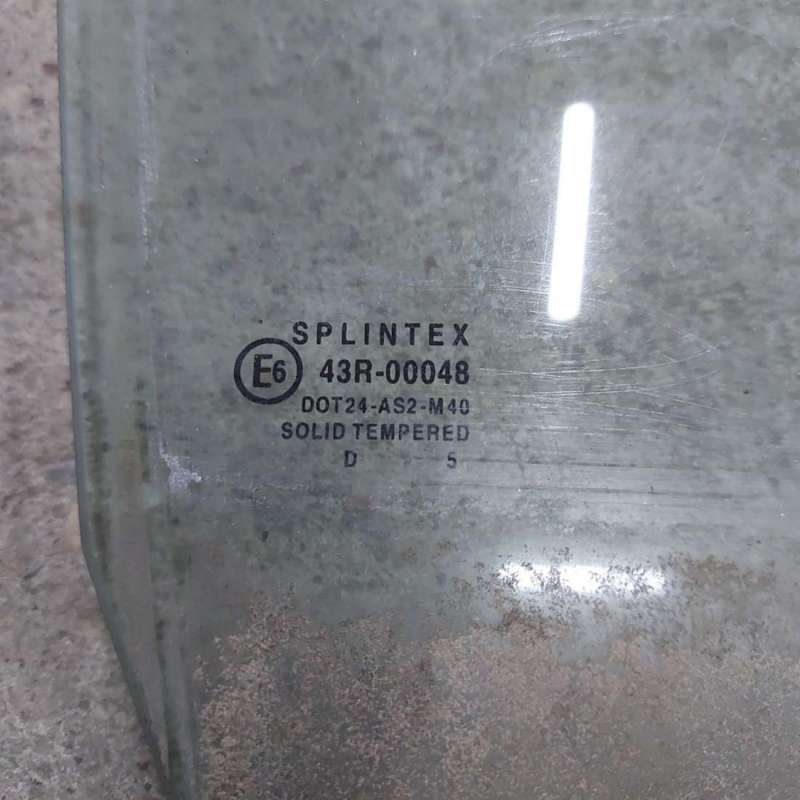 SPLINTEX
E6 43R-00048
DOT24-AS2-M40
SOLID TEMPERED
D 5